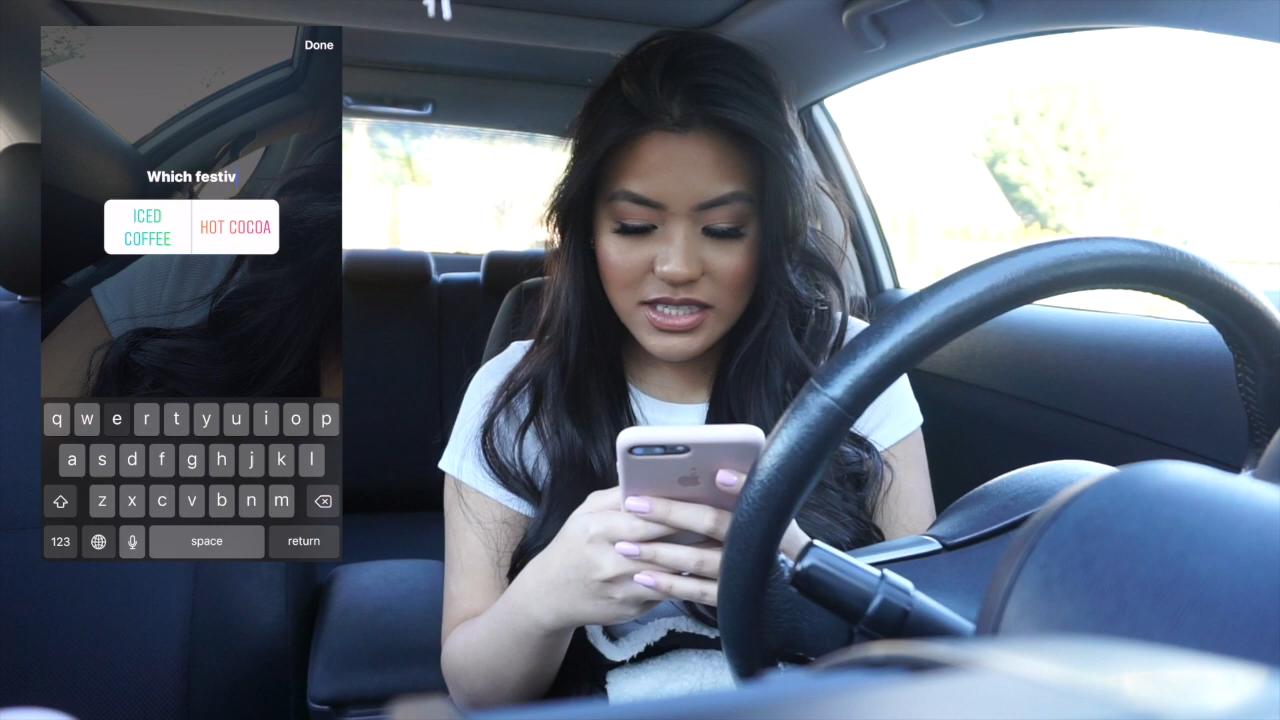 Done
Which festiv
ICED
COFFEE
HOT COCOA
q w e r t y u i o p
a s d f g h j k l
z x c v b n m
123
space
return